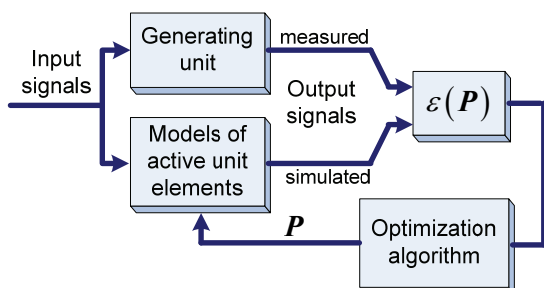 Input
signals
Generating
unit
measured
Output
signals
Models of
active unit
elements
simulated
ε(P)
P
Optimization
algorithm